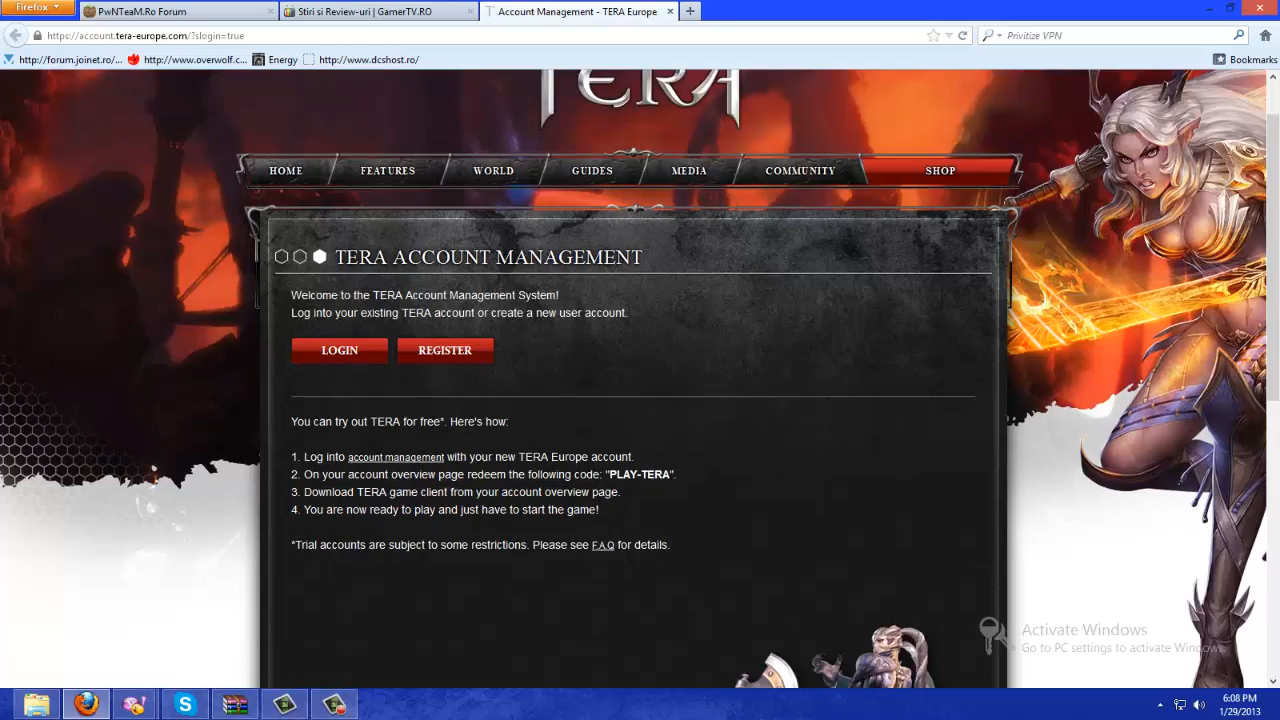 Firefox
PwNTeaM.Ro Forum
Stiri si Review-uri | GamerTV.RO
Account Management - TERA Europe
https://account.tera-europe.com/?slogin=true
Privitize VPN
http://forum.joinet.ro/...
http://www.overwolf.c...
Energy
http://www.dcshost.ro/
Bookmarks
TERA
HOME
FEATURES
WORLD
GUIDES
MEDIA
COMMUNITY
SHOP
TERA ACCOUNT MANAGEMENT
Welcome to the TERA Account Management System!
Log into your existing TERA account or create a new user account.
LOGIN
REGISTER
You can try out TERA for free*. Here's how:
1. Log into account management with your new TERA Europe account.
2. On your account overview page redeem the following code: "PLAY-TERA".
3. Download TERA game client from your account overview page.
4. You are now ready to play and just have to start the game!
*Trial accounts are subject to some restrictions. Please see F.A.Q for details.
Activate Windows
Go to PC settings to activate Windows.
6:08 PM
1/29/2013